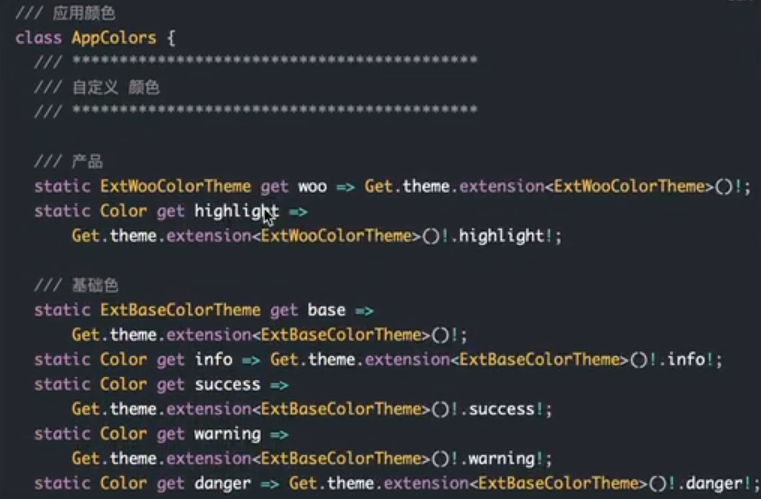 /// 应用颜色
class AppColors {
/// *******************************************
/// 自定义 颜色
/// *******************************************
/// 产品
static ExtWooColorTheme get woo => Get.theme.extension<ExtWooColorTheme>()!;
static Color get highlight =>
Get.theme.extension<ExtWooColorTheme>()!.highlight!;
/// 基础色
static ExtBaseColorTheme get base =>
Get.theme.extension<ExtBaseColorTheme>()!;
static Color get info => Get.theme.extension<ExtBaseColorTheme>()!.info!;
static Color get success =>
Get.theme.extension<ExtBaseColorTheme>()!.success!;
static Color get warning =>
Get.theme.extension<ExtBaseColorTheme>()!.warning!;
static Color get danger => Get.theme.extension<ExtBaseColorTheme>()!.danger!;